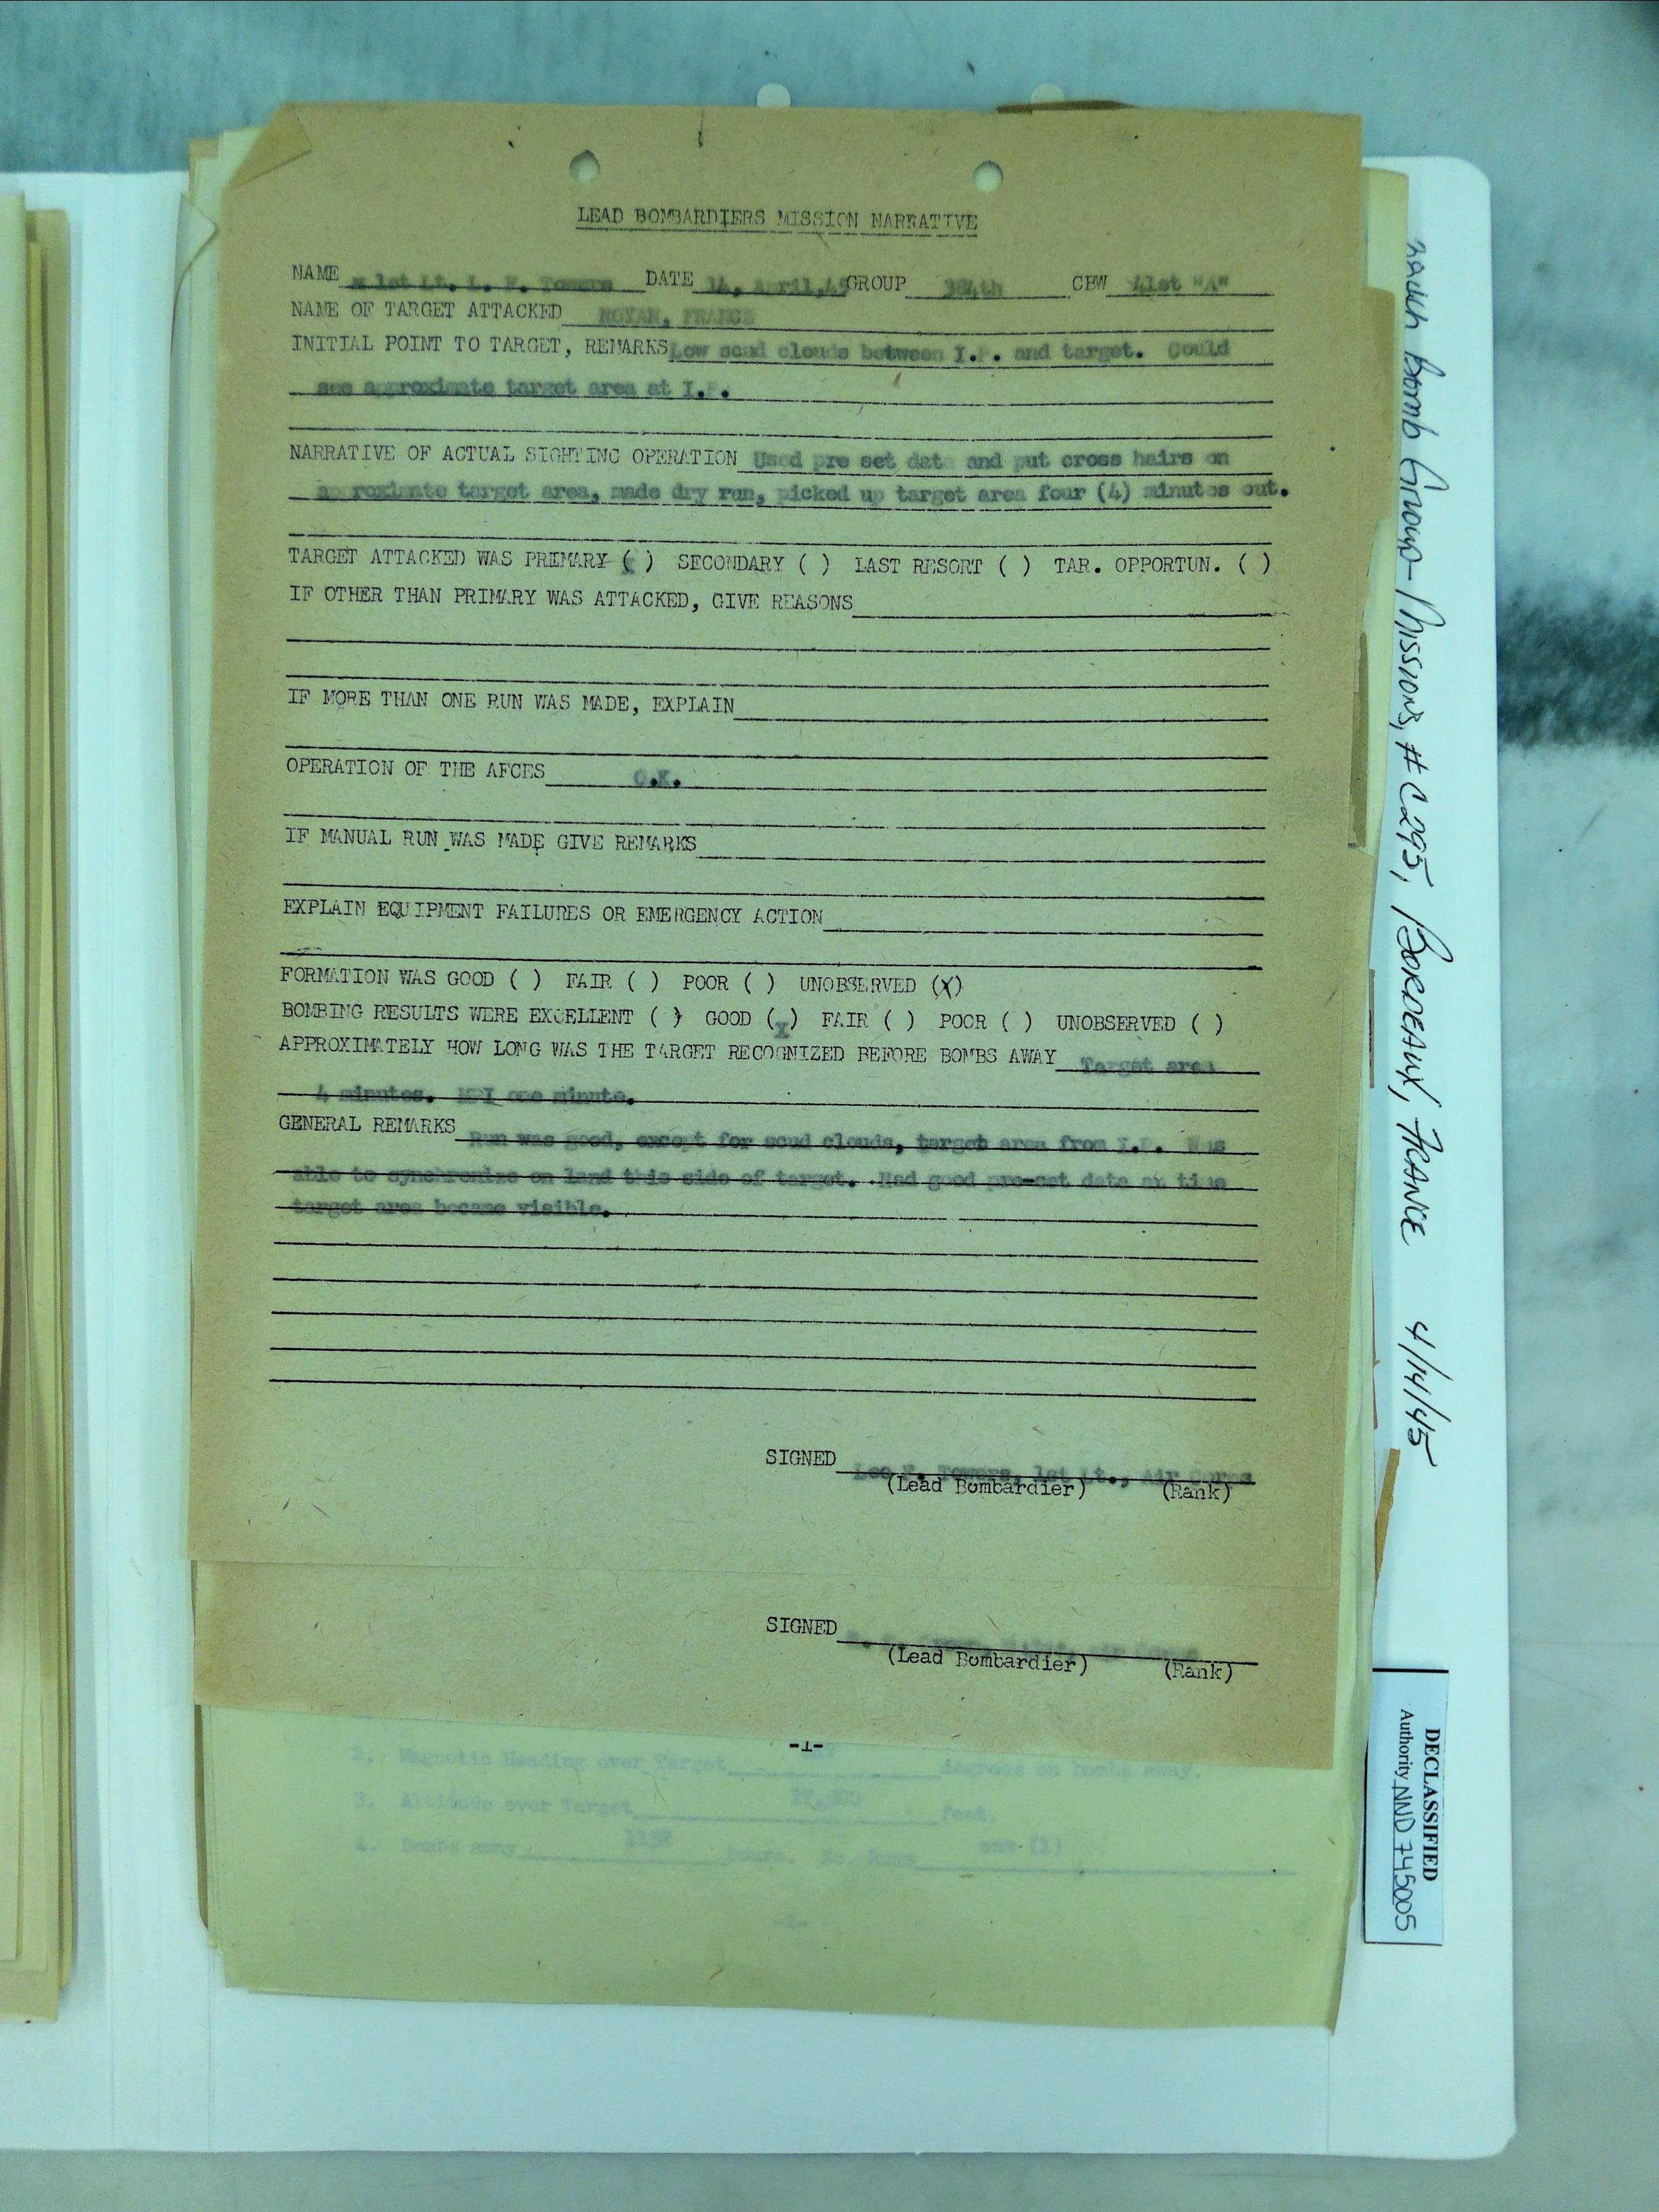 LEAD BOMBARDIERS MISSION NARRATIVE
NAME 1st Lt. L. F. Towers DATE 14, April,45 GROUP 384th CBW 41st "A"
NAME OF TARGET ATTACKED ROYAN, FRANCE
INITIAL POINT TO TARGET, REMARKS Low scud clouds between I.P. and target. Could
see approximate target area at I.P.
NARRATIVE OF ACTUAL SIGHTING OPERATION Used pre set data and put cross hairs on
approximate target area, made dry run, picked up target area four (4) minutes out.
TARGET ATTACKED WAS PRIMARY (x) SECONDARY ( ) LAST RESORT ( ) TAR. OPPORTUN. ( )
IF OTHER THAN PRIMARY WAS ATTACKED, GIVE REASONS
IF MORE THAN ONE RUN WAS MADE, EXPLAIN
OPERATION OF THE AFCES O.K.
IF MANUAL RUN WAS MADE GIVE REMARKS
EXPLAIN EQUIPMENT FAILURES OR EMERGENCY ACTION
FORMATION WAS GOOD ( ) FAIR ( ) POOR ( ) UNOBSERVED (X)
BOMBING RESULTS WERE EXCELLENT ( ) GOOD (X) FAIR ( ) POOR ( ) UNOBSERVED ( )
APPROXIMATELY HOW LONG WAS THE TARGET RECOGNIZED BEFORE BOMBS AWAY Target area
4 minutes. MPI one minute.
GENERAL REMARKS Run was good, except for scud clouds, target area from I.P. Was
able to synchronize on land this side of target. Had good pre-set data at time
target area became visible.
SIGNED Leo F. Towers, 1st Lt., Air Corps
(Lead Bombardier) (Rank)
SIGNED
(Lead Bombardier) (Rank)
-1-
2. Magnetic Heading over Target degrees on bombs away.
3. Altitude over Target feet.
4. Bombs away hours. No. Runs one (1)
-2-
384th Bomb Group - Missions, # C295, BORDEAUX, FRANCE 4/14/45
DECLASSIFIED
Authority NND 745005